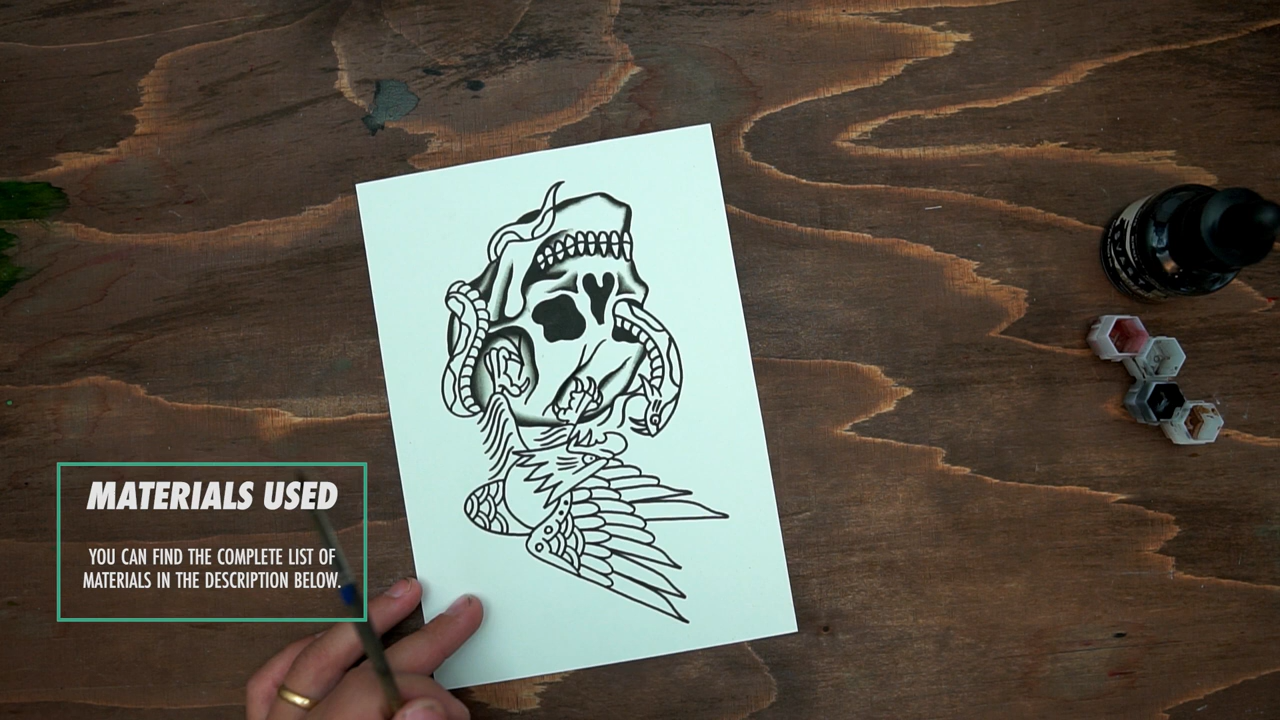 MATERIALS USED
YOU CAN FIND THE COMPLETE LIST OF
MATERIALS IN THE DESCRIPTION BELOW.